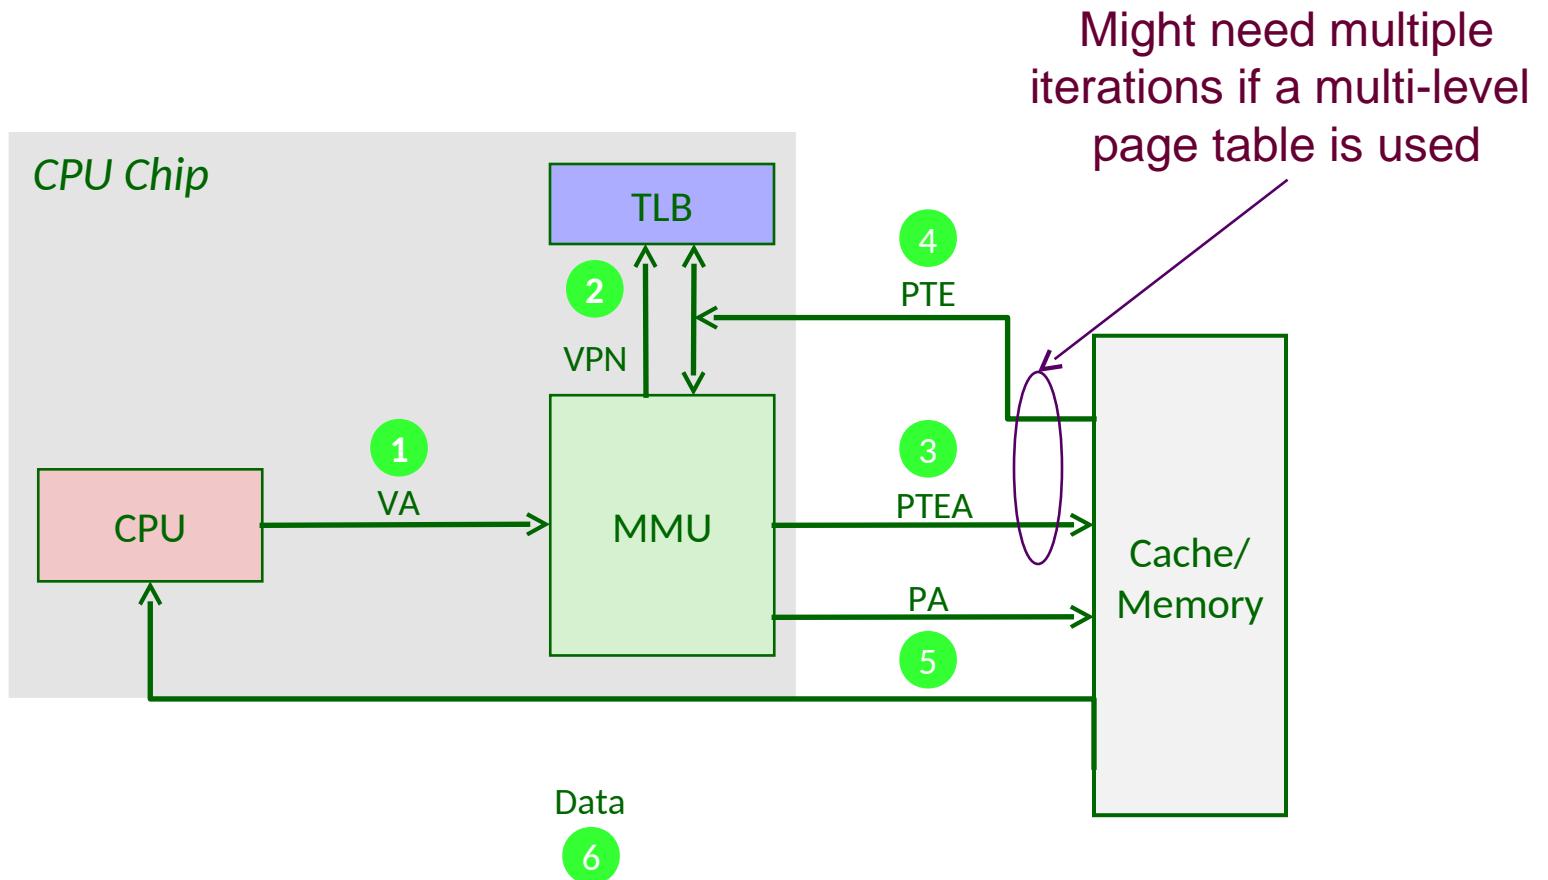 Might need multiple
iterations if a multi-level
page table is used
CPU Chip
TLB
4
PTE
2
VPN
1
VA
3
PTEA
CPU
MMU
Cache/
Memory
PA
5
Data
6